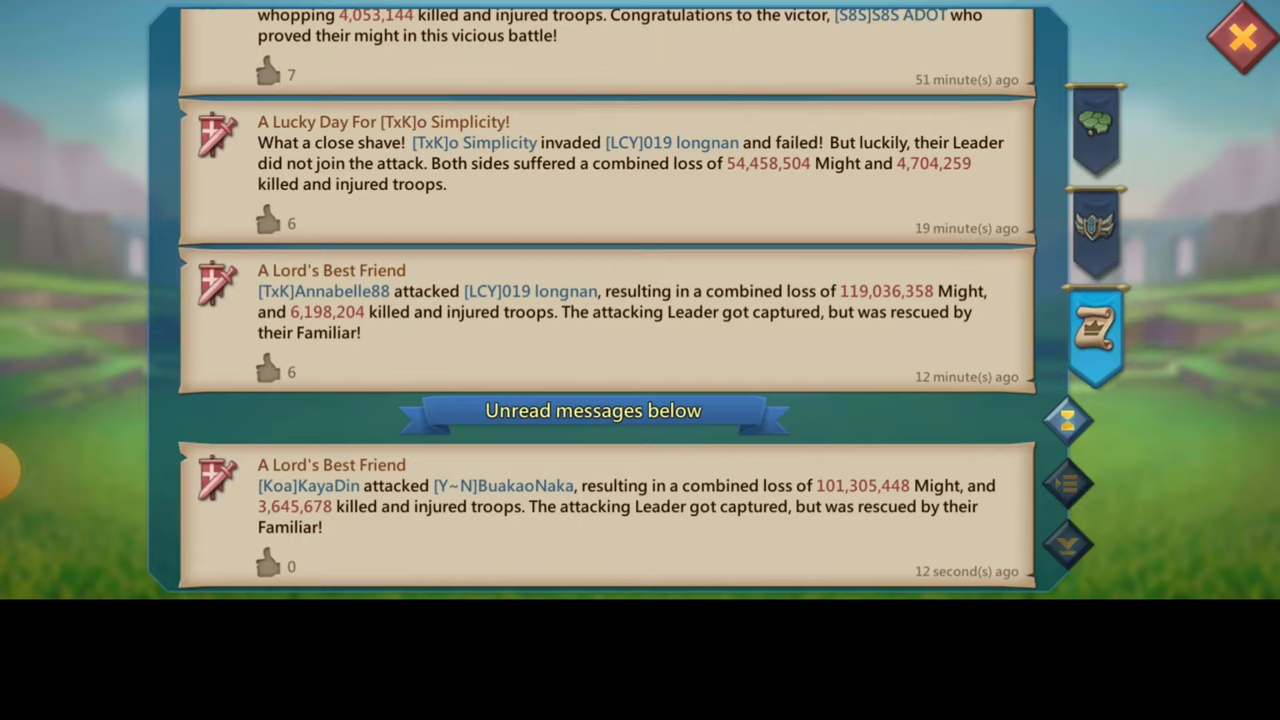 whopping 4,053,144 killed and injured troops. Congratulations to the victor, [S8S]S8S ADOT who
proved their might in this vicious battle!
7
51 minute(s) ago
A Lucky Day For [TxK]o Simplicity!
What a close shave! [TxK]o Simplicity invaded [LCY]019 longnan and failed! But luckily, their Leader
did not join the attack. Both sides suffered a combined loss of 54,458,504 Might and 4,704,259
killed and injured troops.
6
19 minute(s) ago
A Lord's Best Friend
[TxK]Annabelle88 attacked [LCY]019 longnan, resulting in a combined loss of 119,036,358 Might,
and 6,198,204 killed and injured troops. The attacking Leader got captured, but was rescued by
their Familiar!
6
12 minute(s) ago
Unread messages below
A Lord's Best Friend
[Koa]KayaDin attacked [Y~N]BuakaoNaka, resulting in a combined loss of 101,305,448 Might, and
3,645,678 killed and injured troops. The attacking Leader got captured, but was rescued by their
Familiar!
0
12 second(s) ago